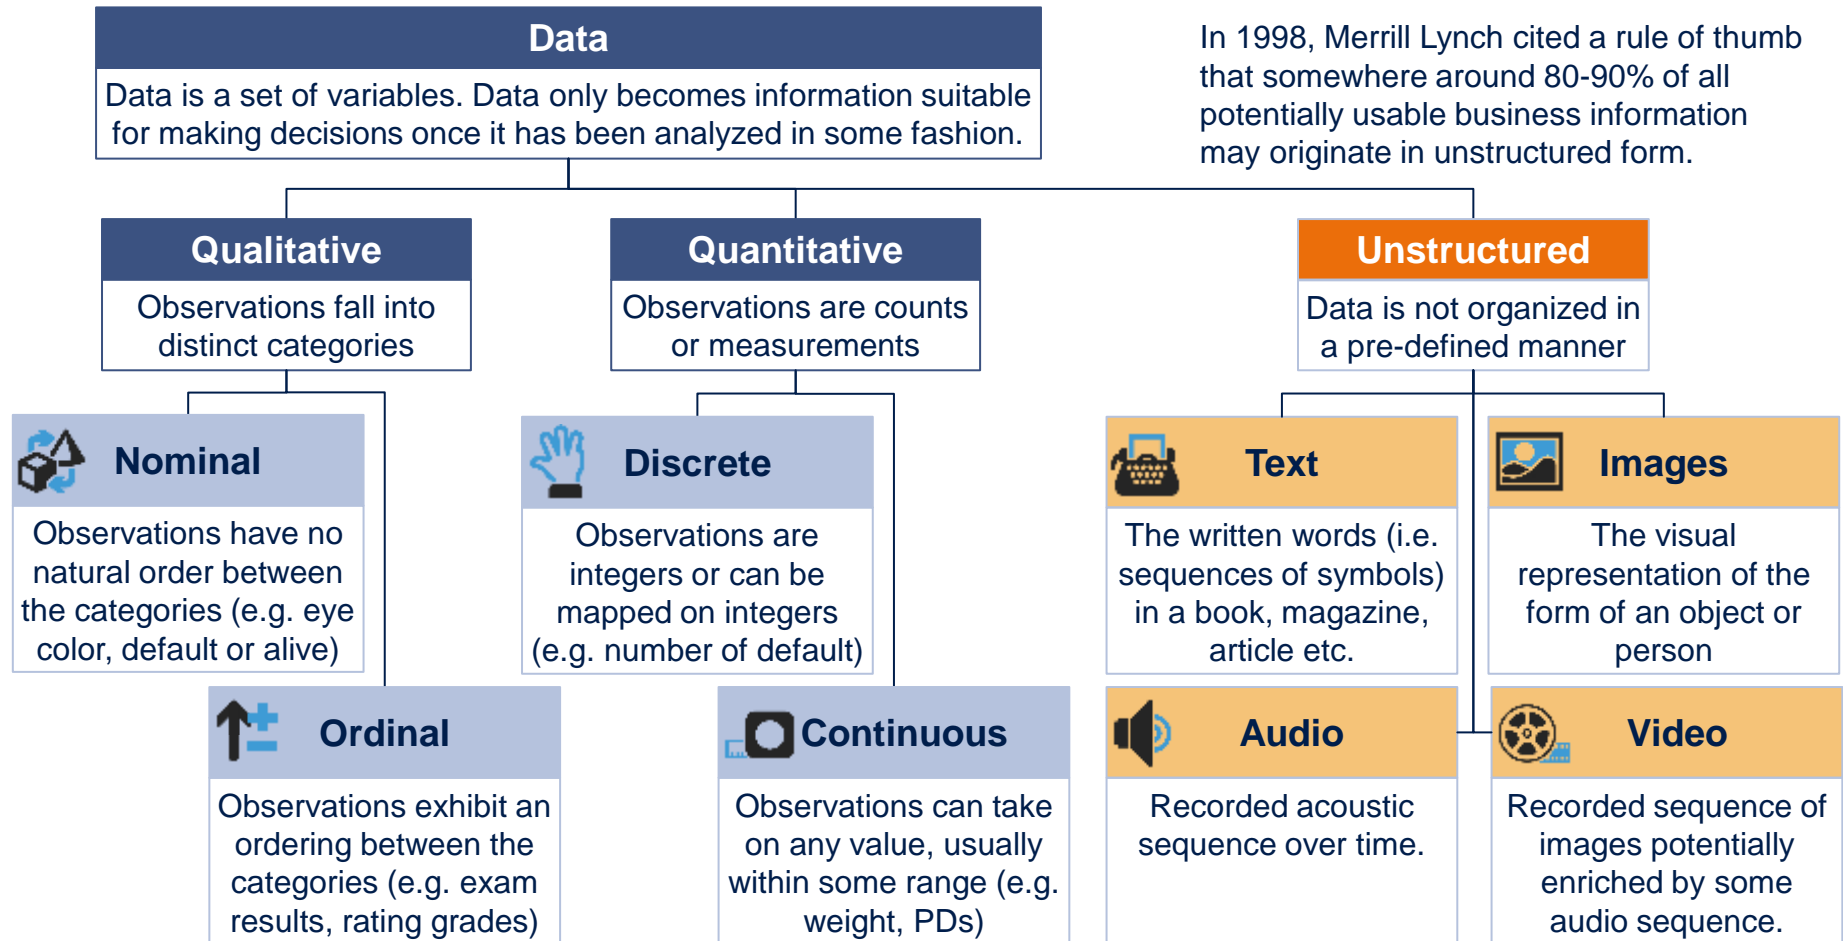 Data
Data is a set of variables. Data only becomes information suitable
for making decisions once it has been analyzed in some fashion.
In 1998, Merrill Lynch cited a rule of thumb
that somewhere around 80-90% of all
potentially usable business information
may originate in unstructured form.
Qualitative
Observations fall into
distinct categories
Quantitative
Observations are counts
or measurements
Unstructured
Data is not organized in
a pre-defined manner
Nominal
Observations have no
natural order between
the categories (e.g. eye
color, default or alive)
Discrete
Observations are
integers or can be
mapped on integers
(e.g. number of default)
Text
The written words (i.e.
sequences of symbols)
in a book, magazine,
article etc.
Images
The visual
representation of the
form of an object or
person
Ordinal
Observations exhibit an
ordering between the
categories (e.g. exam
results, rating grades)
Continuous
Observations can take
on any value, usually
within some range (e.g.
weight, PDs)
Audio
Recorded acoustic
sequence over time.
Video
Recorded sequence of
images potentially
enriched by some
audio sequence.